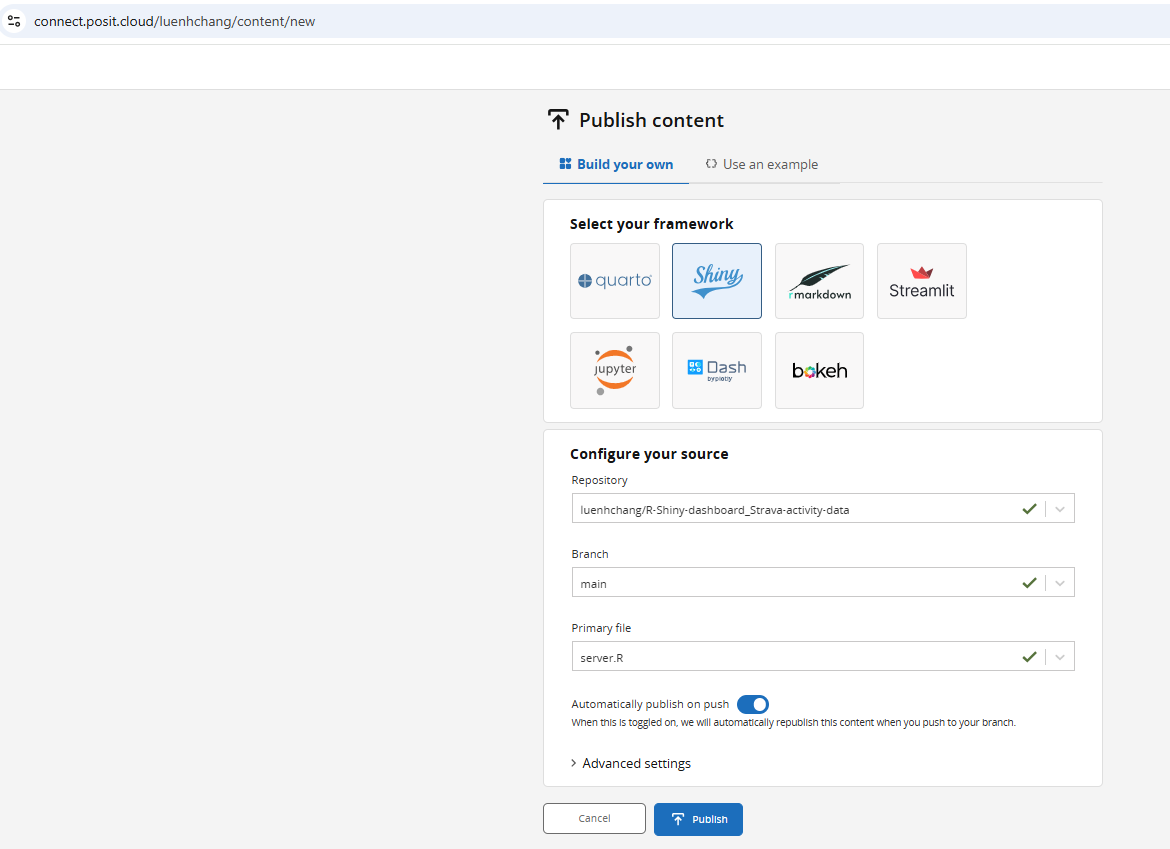 connect.posit.cloud/luenhchang/content/new
Publish content
Build your own
Use an example
Select your framework
quarto
Shiny
rmarkdown
Streamlit
jupyter
Dash
by plotly
bokeh
Configure your source
Repository
luenhchang/R-Shiny-dashboard_Strava-activity-data
Branch
main
Primary file
server.R
Automatically publish on push
When this is toggled on, we will automatically republish this content when you push to your branch.
Advanced settings
Cancel
Publish